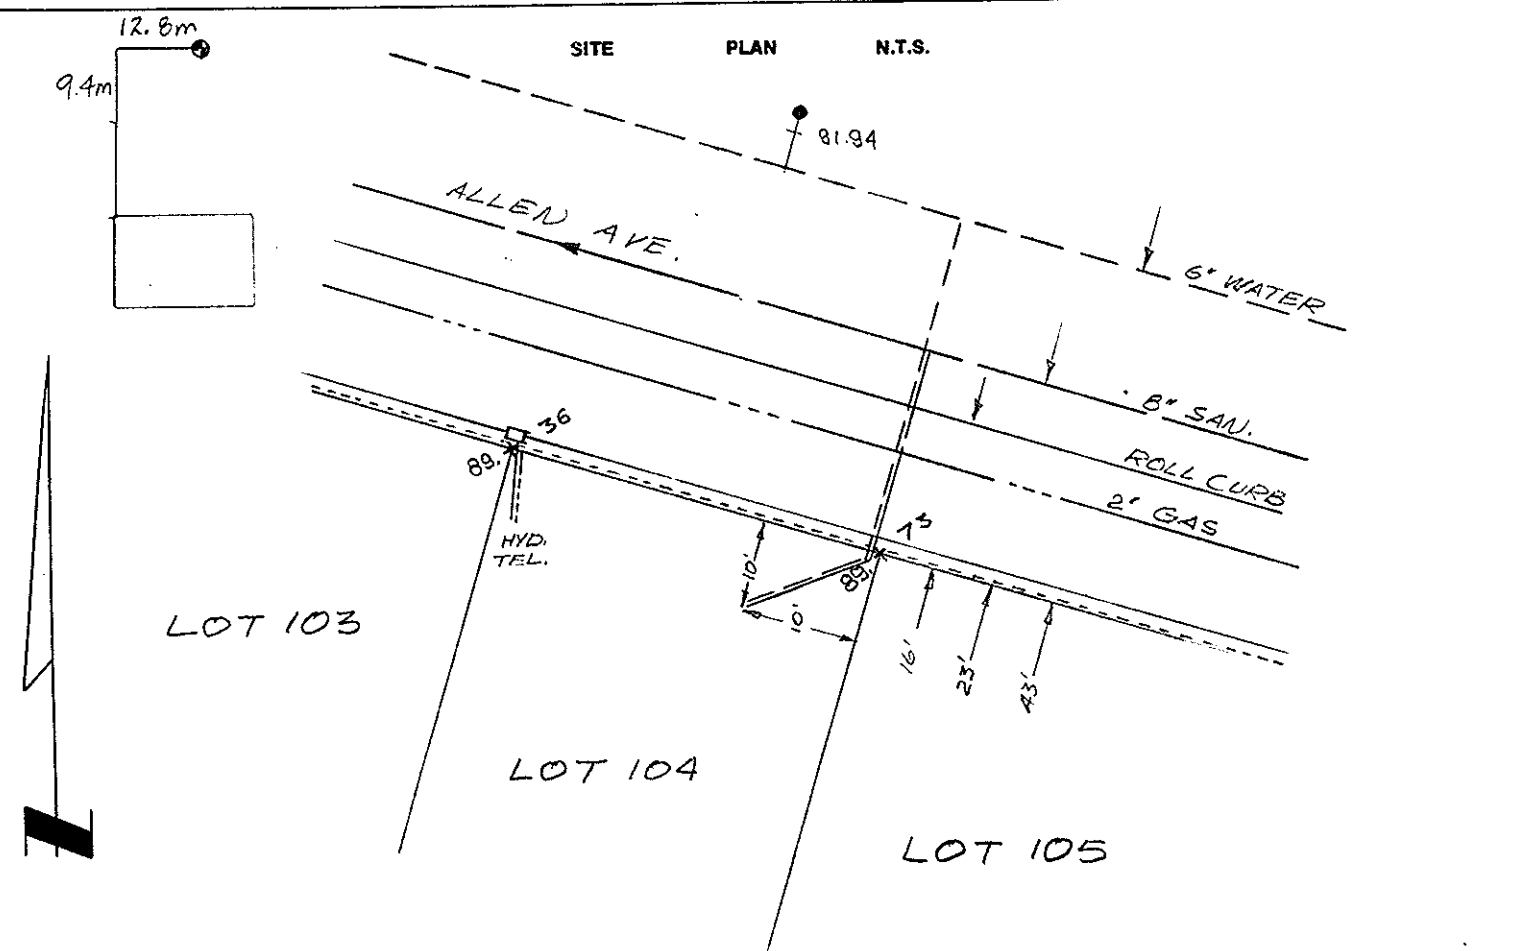 12.8m
SITE PLAN N.T.S.
9.4m
81.94
ALLEN AVE.
6" WATER
8" SAN.
ROLL CURB
2" GAS
89. 36
HYD.
TEL.
89.
10'
10'
16'
23'
43'
LOT 103
LOT 104
LOT 105
N